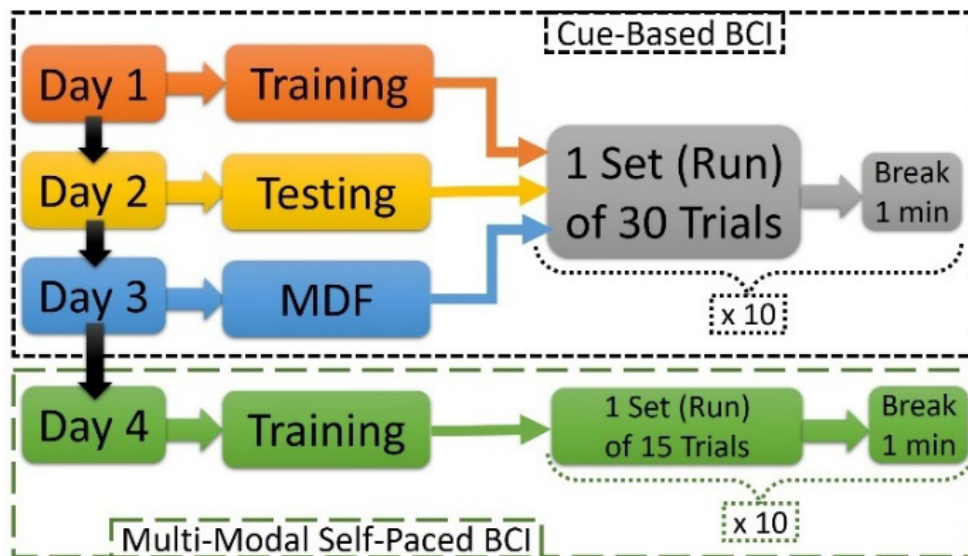 Cue-Based BCI
Day 1
Training
Day 2
Testing
Day 3
MDF
1 Set (Run)
of 30 Trials
Break
1 min
x 10
Day 4
Training
1 Set (Run)
of 15 Trials
Break
1 min
x 10
Multi-Modal Self-Paced BCI